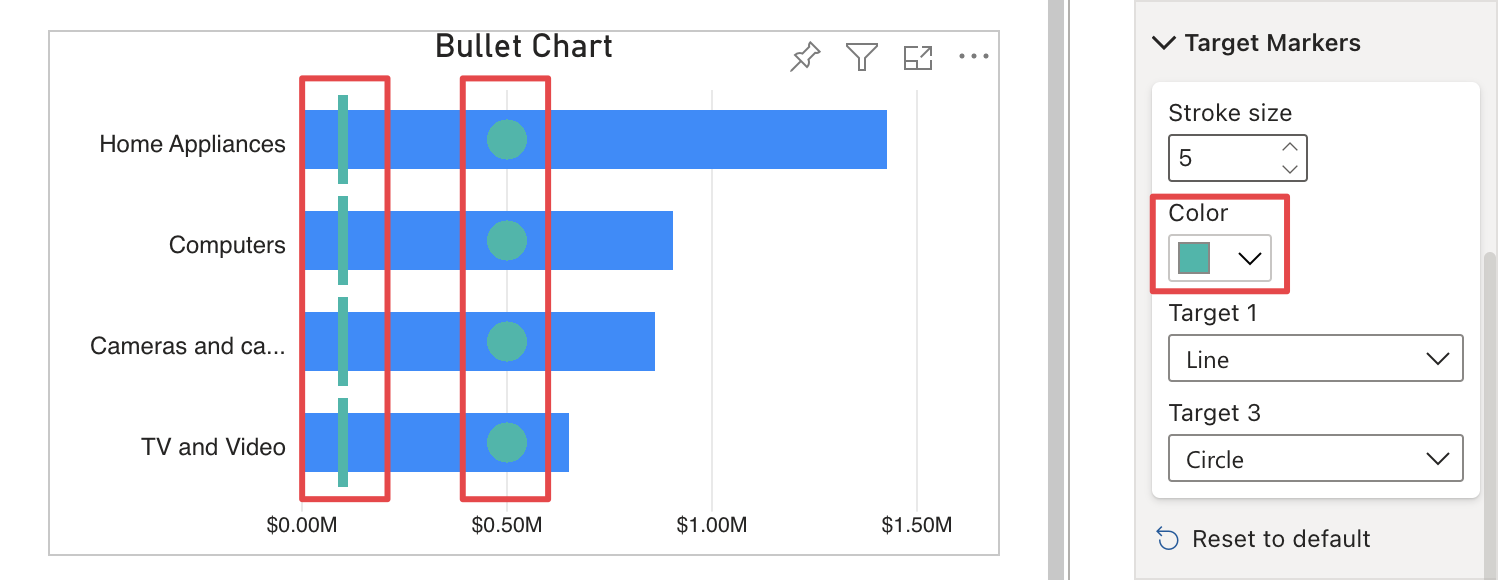 Bullet Chart
Home Appliances
Computers
Cameras and ca...
TV and Video
$0.00M
$0.50M
$1.00M
$1.50M
Target Markers
Stroke size
5
Color
Target 1
Line
Target 3
Circle
Reset to default